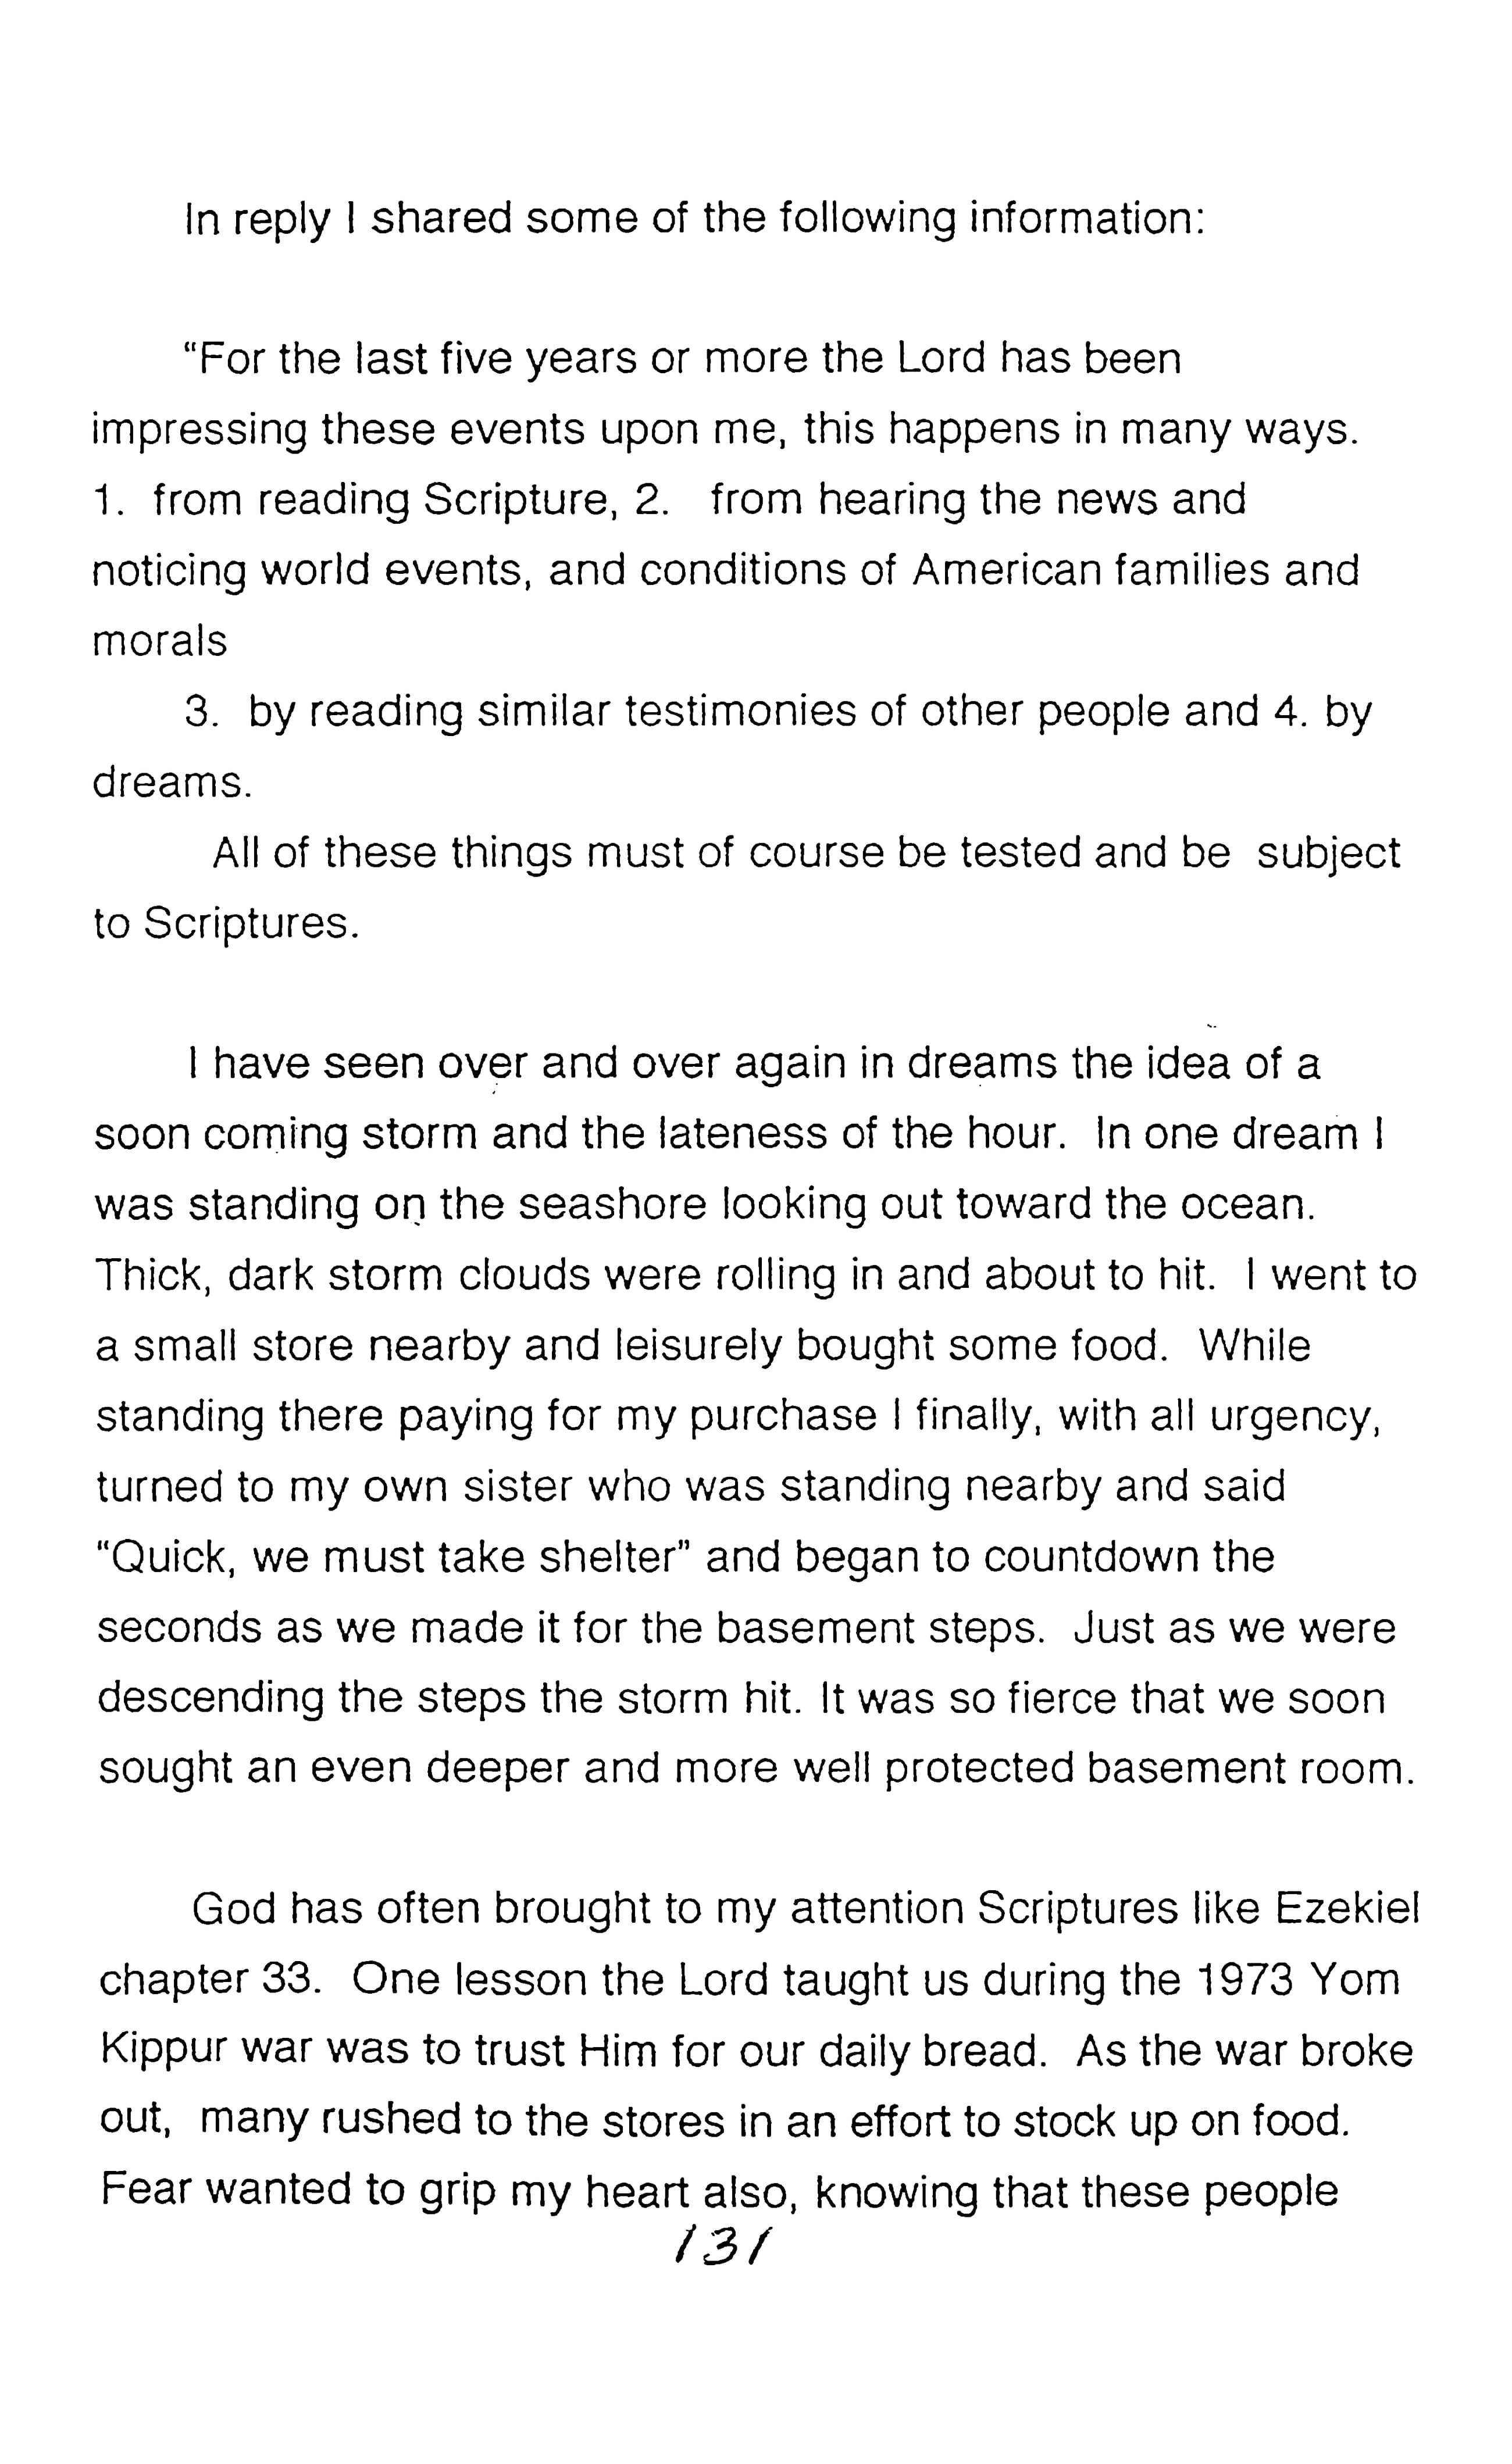 In reply I shared some of the following information:
"For the last five years or more the Lord has been
impressing these events upon me, this happens in many ways.
1. from reading Scripture, 2. from hearing the news and
noticing world events, and conditions of American families and
morals
3. by reading similar testimonies of other people and 4. by
dreams.
All of these things must of course be tested and be subject
to Scriptures.
I have seen over and over again in dreams the idea of a
soon coming storm and the lateness of the hour. In one dream I
was standing on the seashore looking out toward the ocean.
Thick, dark storm clouds were rolling in and about to hit. I went to
a small store nearby and leisurely bought some food. While
standing there paying for my purchase I finally, with all urgency,
turned to my own sister who was standing nearby and said
"Quick, we must take shelter" and began to countdown the
seconds as we made it for the basement steps. Just as we were
descending the steps the storm hit. It was so fierce that we soon
sought an even deeper and more well protected basement room.
God has often brought to my attention Scriptures like Ezekiel
chapter 33. One lesson the Lord taught us during the 1973 Yom
Kippur war was to trust Him for our daily bread. As the war broke
out, many rushed to the stores in an effort to stock up on food.
Fear wanted to grip my heart also, knowing that these people
131